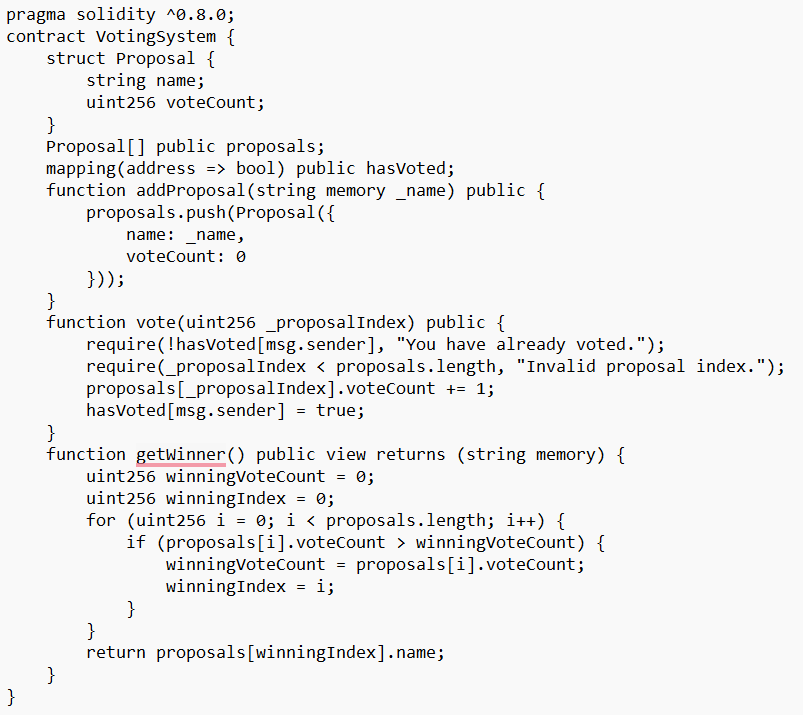 pragma solidity ^0.8.0;
contract VotingSystem {
    struct Proposal {
        string name;
        uint256 voteCount;
    }
    Proposal[] public proposals;
    mapping(address => bool) public hasVoted;
    function addProposal(string memory _name) public {
        proposals.push(Proposal({
            name: _name,
            voteCount: 0
        }));
    }
    function vote(uint256 _proposalIndex) public {
        require(!hasVoted[msg.sender], "You have already voted.");
        require(_proposalIndex < proposals.length, "Invalid proposal index.");
        proposals[_proposalIndex].voteCount += 1;
        hasVoted[msg.sender] = true;
    }
    function getWinner() public view returns (string memory) {
        uint256 winningVoteCount = 0;
        uint256 winningIndex = 0;
        for (uint256 i = 0; i < proposals.length; i++) {
            if (proposals[i].voteCount > winningVoteCount) {
                winningVoteCount = proposals[i].voteCount;
                winningIndex = i;
            }
        }
        return proposals[winningIndex].name;
    }
}